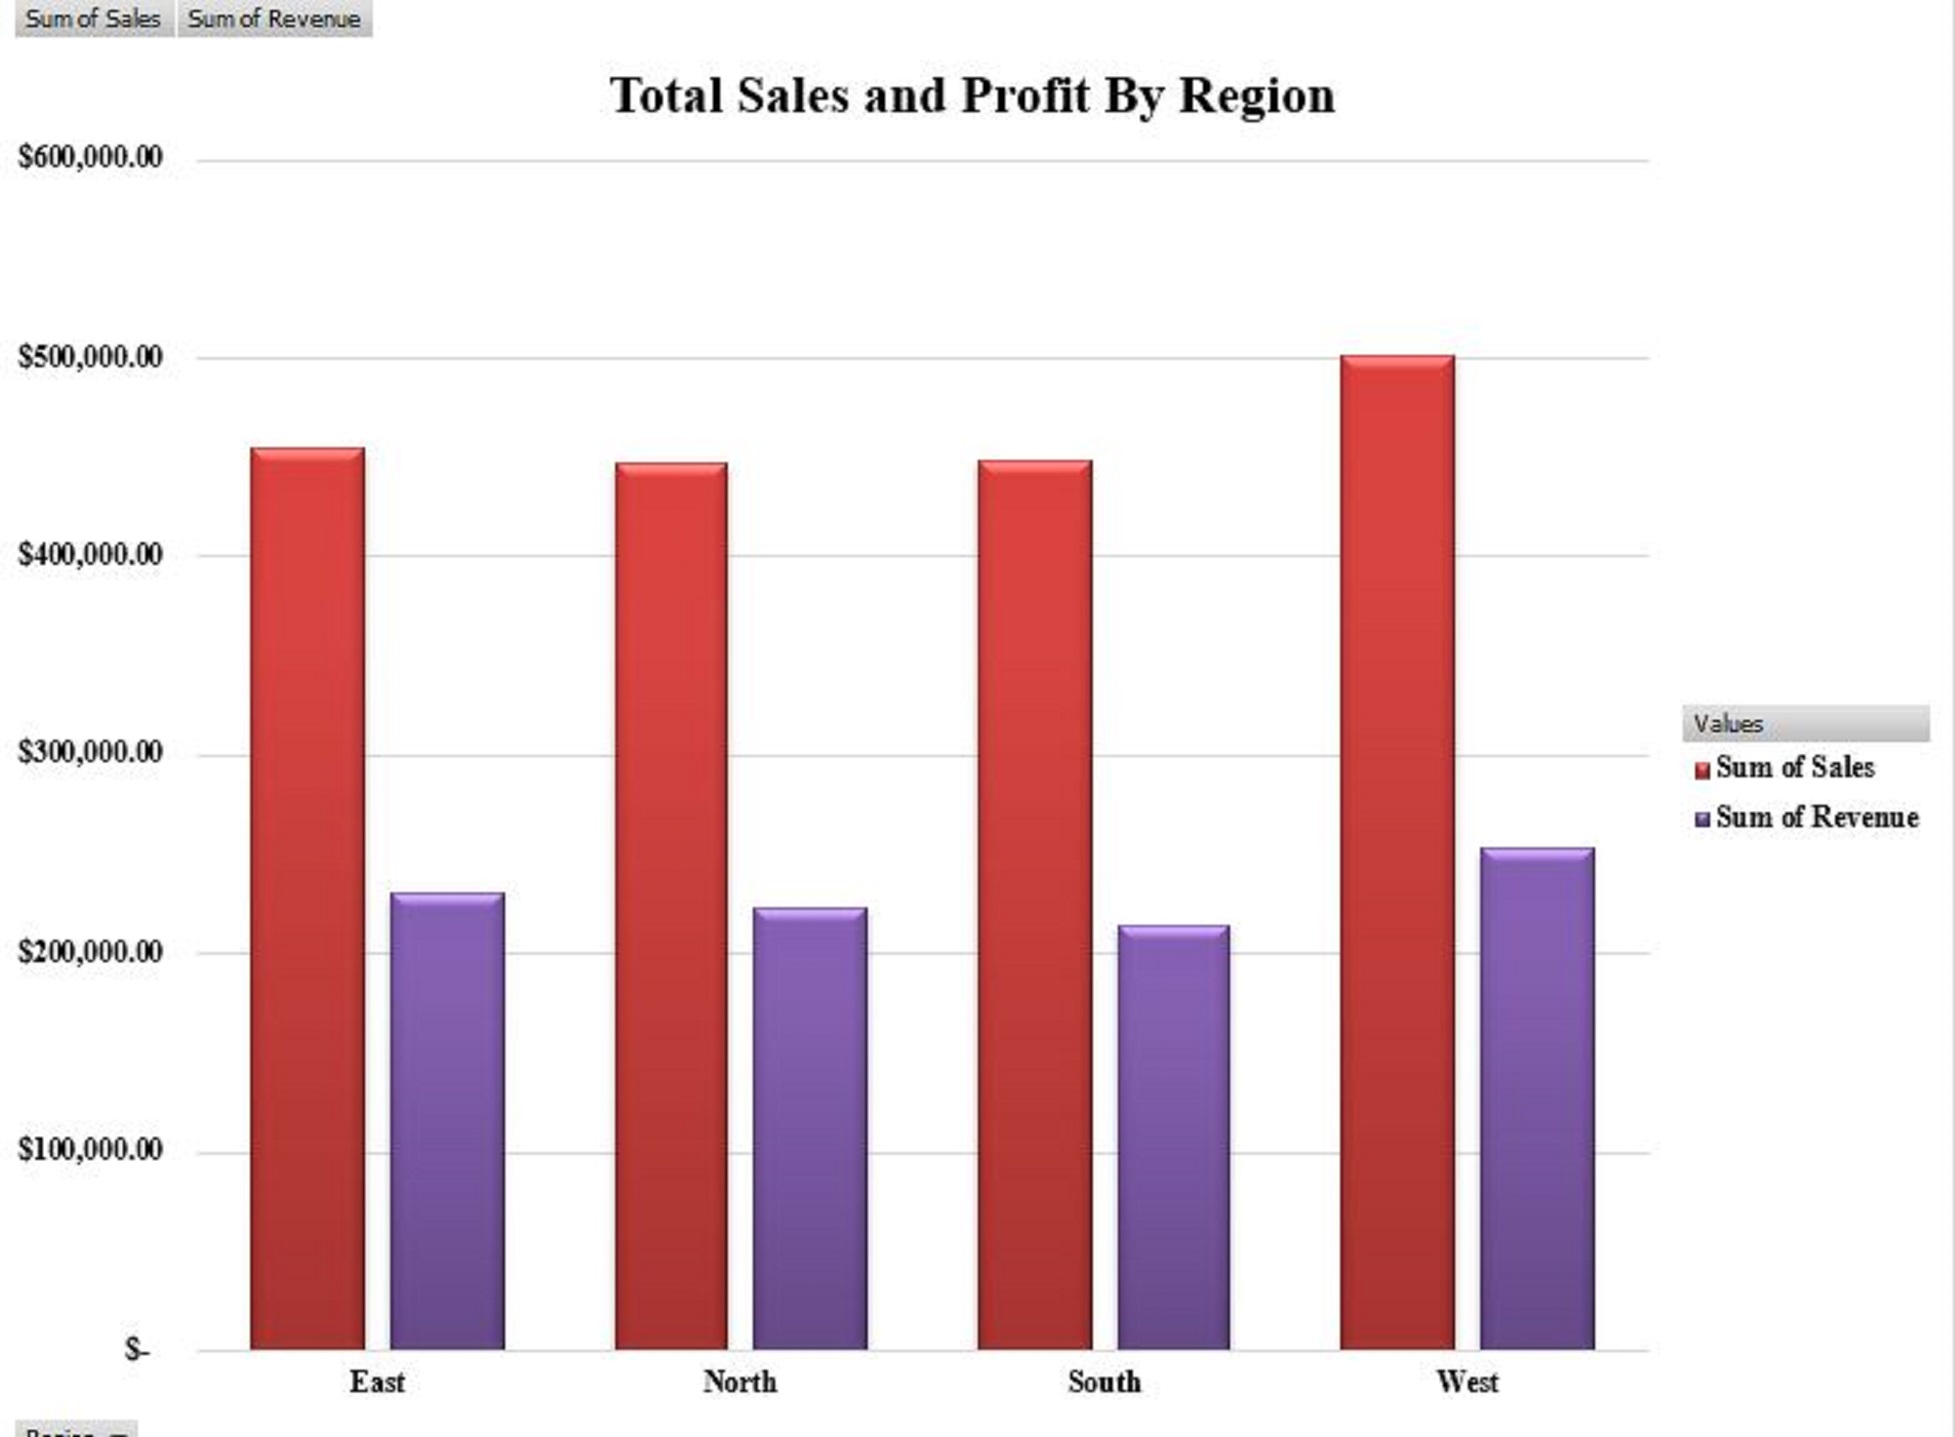 Sum of Sales Sum of Revenue
Total Sales and Profit By Region
$600,000.00
$500,000.00
$400,000.00
$300,000.00
$200,000.00
$100,000.00
$-
East North South West
Values
Sum of Sales
Sum of Revenue
Region